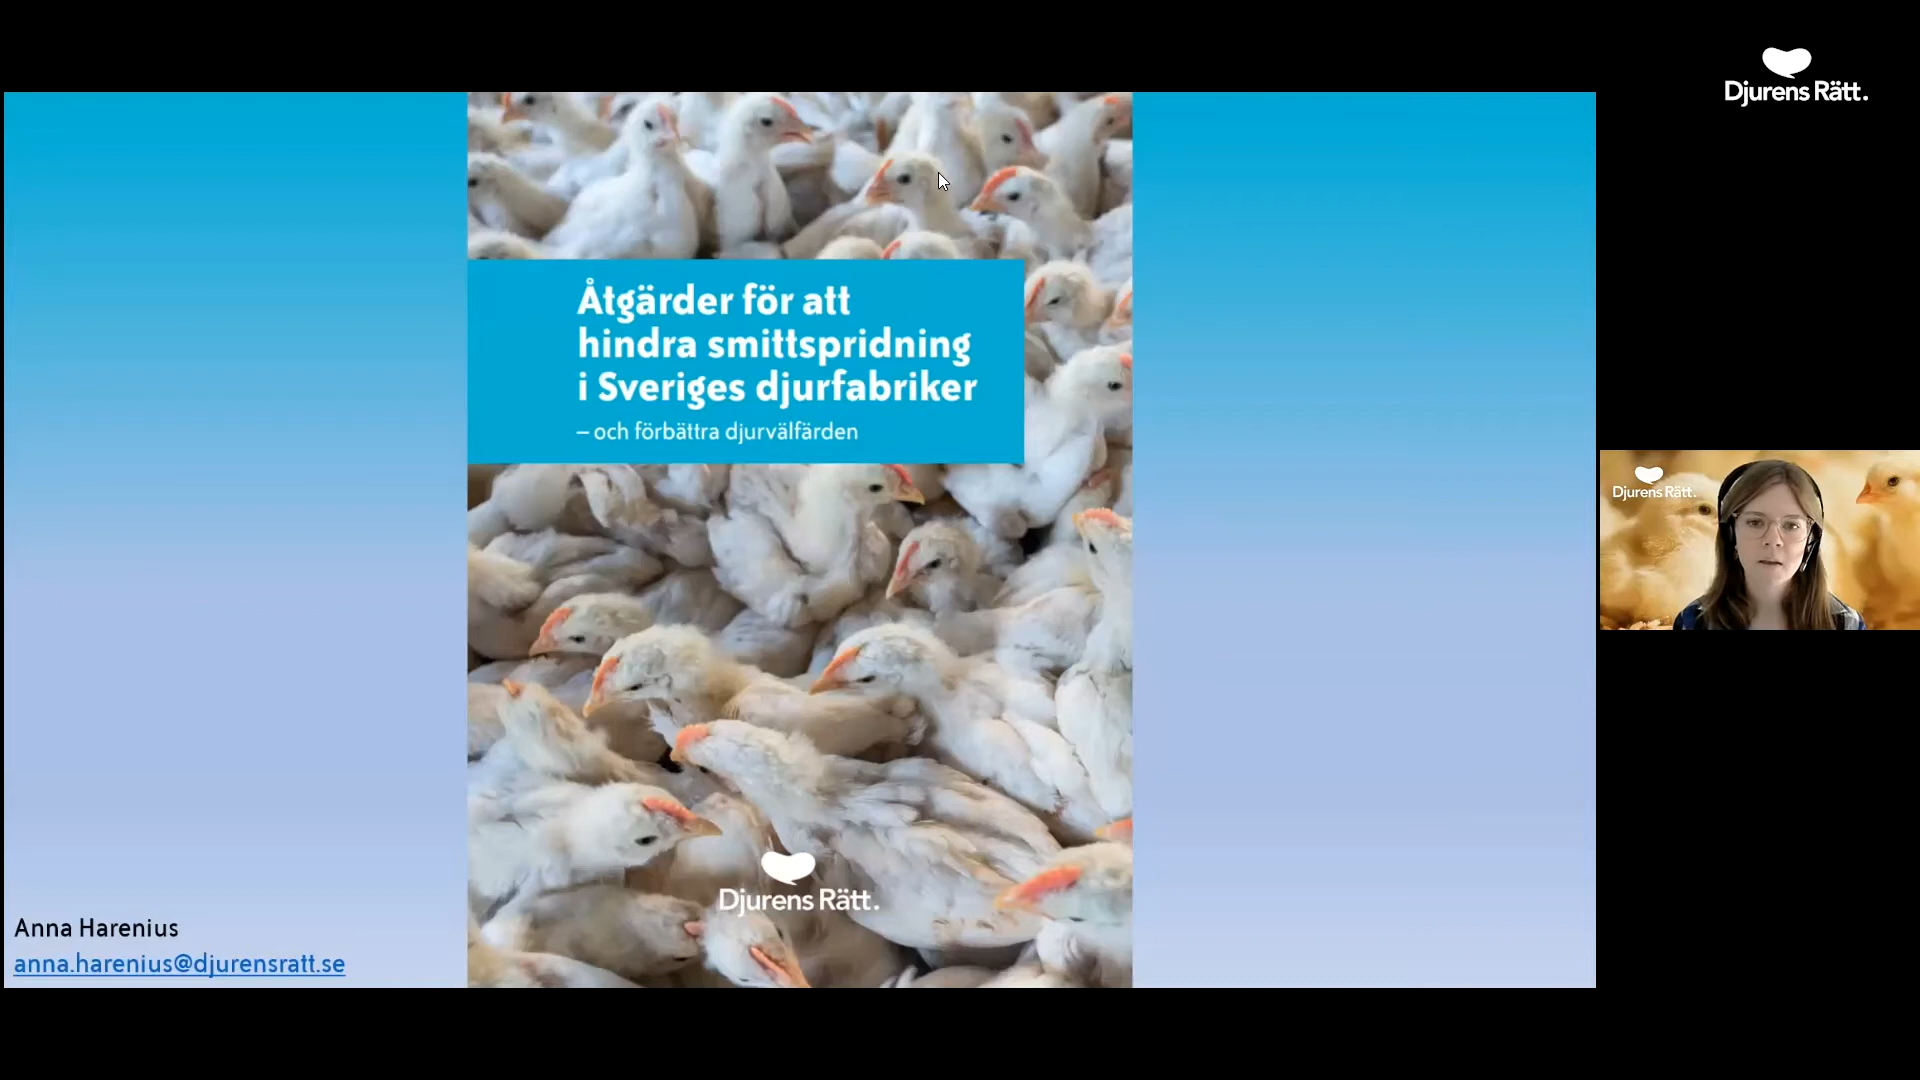 Djurens Rätt.
Åtgärder för att
hindra smittspridning
i Sveriges djurfabriker
– och förbättra djurvälfärden
Djurens Rätt.
Djurens Rätt.
Anna Harenius
anna.harenius@djurensratt.se